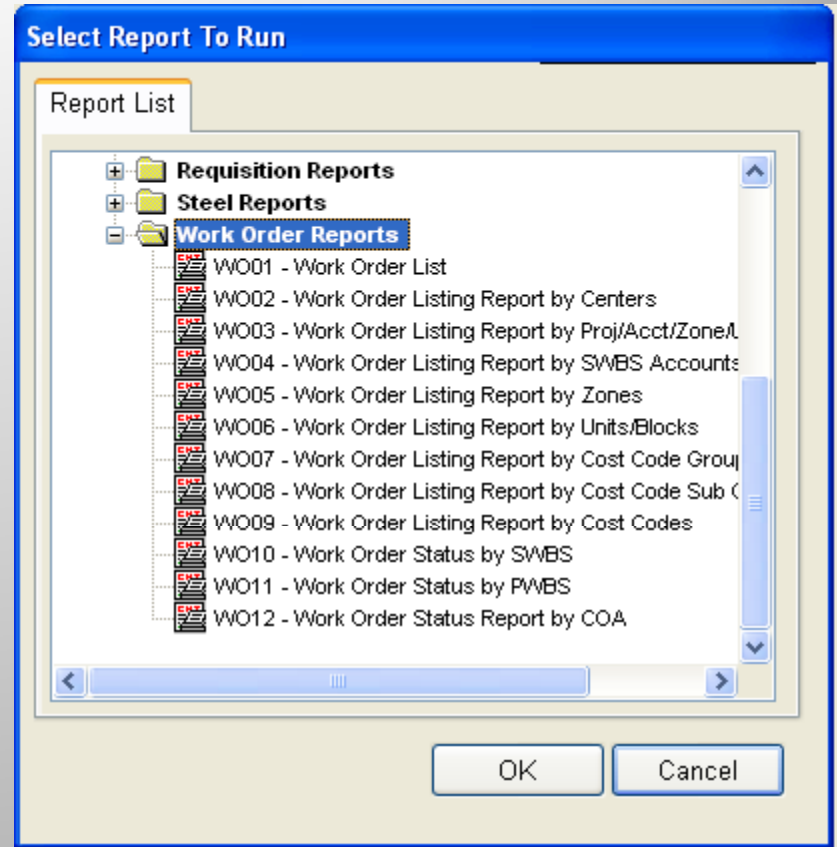 Select Report To Run
Report List
Requisition Reports
Steel Reports
Work Order Reports
WO01 - Work Order List
WO02 - Work Order Listing Report by Centers
WO03 - Work Order Listing Report by Proj/Acct/Zone/
WO04 - Work Order Listing Report by SWBS Accounts
WO05 - Work Order Listing Report by Zones
WO06 - Work Order Listing Report by Units/Blocks
WO07 - Work Order Listing Report by Cost Code
WO08 - Work Order Listing Report by Cost Code Sub
WO09 - Work Order Listing Report by Cost Codes
WO10 - Work Order Status by SWBS
WO11 - Work Order Status by PWBS
WO12 - Work Order Status Report by COA
OK
Cancel